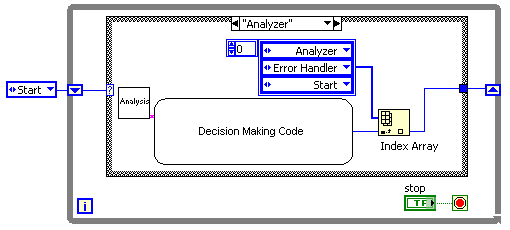 "Analyzer"
0
Analyzer
Error Handler
Start
Start
?
Analysis
Decision Making Code
Index Array
stop
TF
i